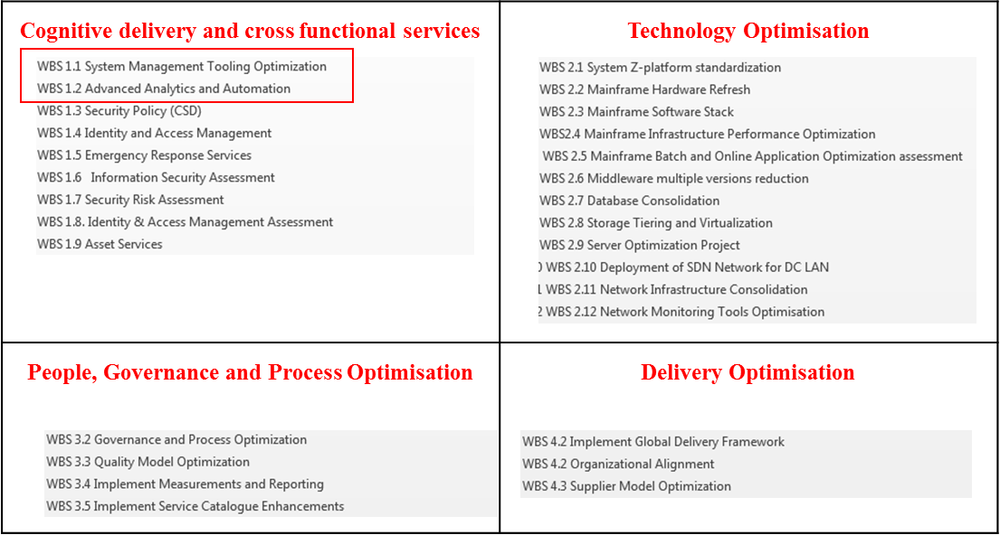 Cognitive delivery and cross functional services
WBS 1.1 System Management Tooling Optimization
WBS 1.2 Advanced Analytics and Automation
WBS 1.3 Security Policy (CSD)
WBS 1.4 Identity and Access Management
WBS 1.5 Emergency Response Services
WBS 1.6 Information Security Assessment
WBS 1.7 Security Risk Assessment
WBS 1.8. Identity & Access Management Assessment
WBS 1.9 Asset Services
Technology Optimisation
WBS 2.1 System Z-platform standardization
WBS 2.2 Mainframe Hardware Refresh
WBS 2.3 Mainframe Software Stack
WBS2.4 Mainframe Infrastructure Performance Optimization
WBS 2.5 Mainframe Batch and Online Application Optimization assessment
WBS 2.6 Middleware multiple versions reduction
WBS 2.7 Database Consolidation
WBS 2.8 Storage Tiering and Virtualization
WBS 2.9 Server Optimization Project
0 WBS 2.10 Deployment of SDN Network for DC LAN
1 WBS 2.11 Network Infrastructure Consolidation
2 WBS 2.12 Network Monitoring Tools Optimisation
People, Governance and Process Optimisation
WBS 3.2 Governance and Process Optimization
WBS 3.3 Quality Model Optimization
WBS 3.4 Implement Measurements and Reporting
WBS 3.5 Implement Service Catalogue Enhancements
Delivery Optimisation
WBS 4.2 Implement Global Delivery Framework
WBS 4.2 Organizational Alignment
WBS 4.3 Supplier Model Optimization